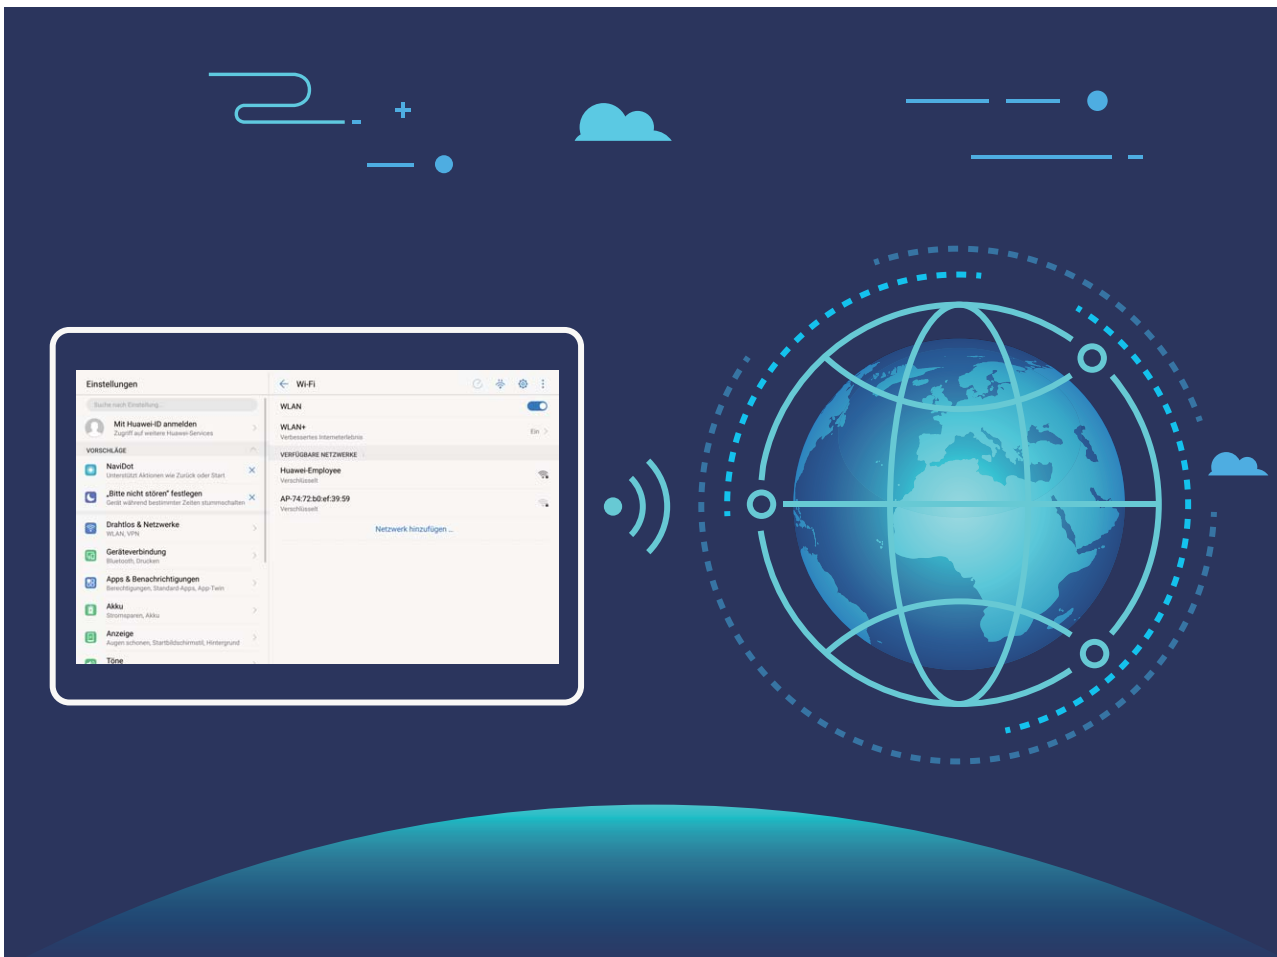 Einstellungen
Suche nach Einstellung...
Mit Huawei-ID anmelden
Zugriff auf weitere Huawei-Services
VORSCHLÄGE
NaviDot
Unterstützt Aktionen wie Zurück oder Start
„Bitte nicht stören“ festlegen
Gerät während bestimmter Zeiten stummschalten
Drahtlos & Netzwerke
WLAN, VPN
Geräteverbindung
Bluetooth, Drucken
Apps & Benachrichtigungen
Berechtigungen, Standard-Apps, App Twin
Akku
Stromsparen, Akku
Anzeige
Augen schonen, Startbildschirmstil, Hintergrund
Töne
Wi-Fi
WLAN
WLAN+
Verbessertes Interneterlebnis
Ein
VERFÜGBARE NETZWERKE
Huawei-Employee
Verschlüsselt
AP-74:72:b0:ef:39:59
Verschlüsselt
Netzwerk hinzufügen ...